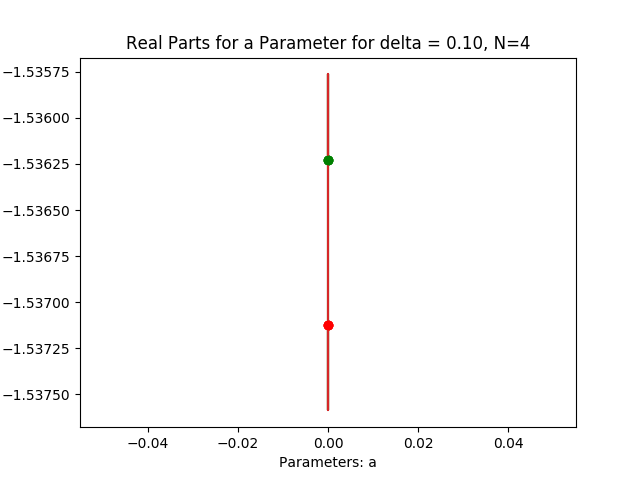 Real Parts for a Parameter for delta = 0.10, N=4
−1.53575
−1.53600
−1.53625
−1.53650
−1.53675
−1.53700
−1.53725
−1.53750
−0.04 −0.02 0.00 0.02 0.04
Parameters: a